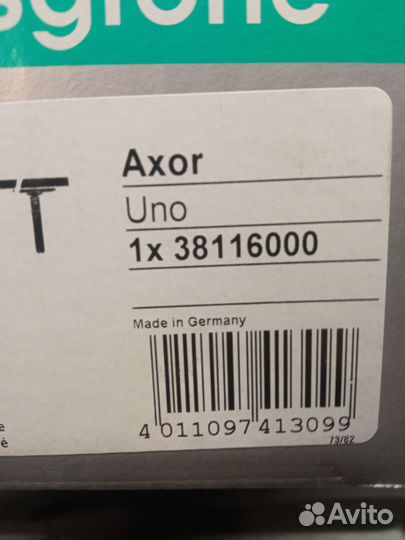 sgrohe
Axor
Uno
1x 38116000
Made in Germany
4 011097 413099
73/82
e
é
Avito